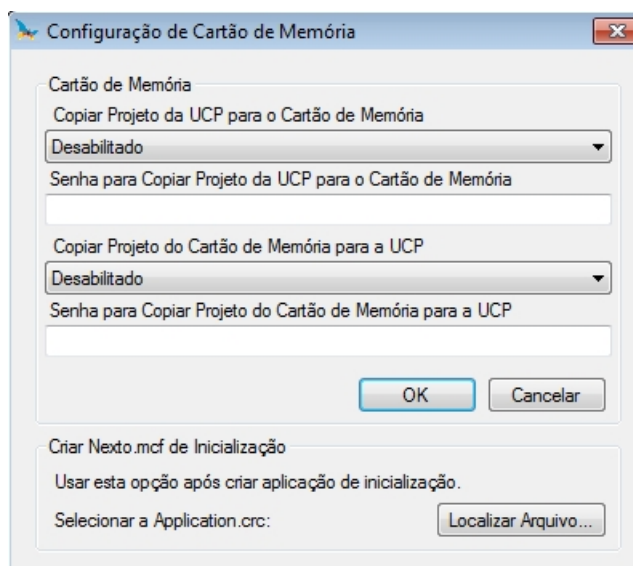 Configuração de Cartão de Memória
Cartão de Memória
Copiar Projeto da UCP para o Cartão de Memória
Desabilitado
Senha para Copiar Projeto da UCP para o Cartão de Memória
Copiar Projeto do Cartão de Memória para a UCP
Desabilitado
Senha para Copiar Projeto do Cartão de Memória para a UCP
OK Cancelar
Criar Nexto.mcf de Inicialização
Usar esta opção após criar aplicação de inicialização.
Selecionar a Application.crc: Localizar Arquivo...